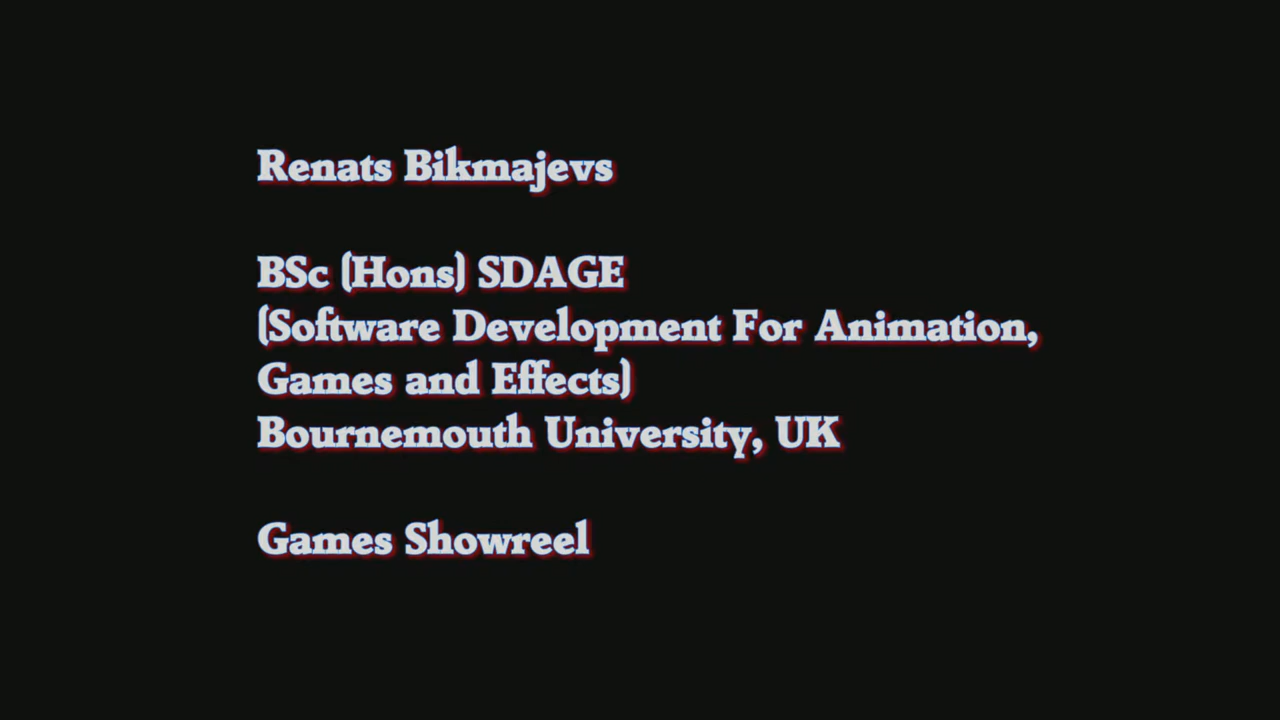 Renats Bikmajevs
BSc (Hons) SDAGE
(Software Development For Animation,
Games and Effects)
Bournemouth University, UK
Games Showreel